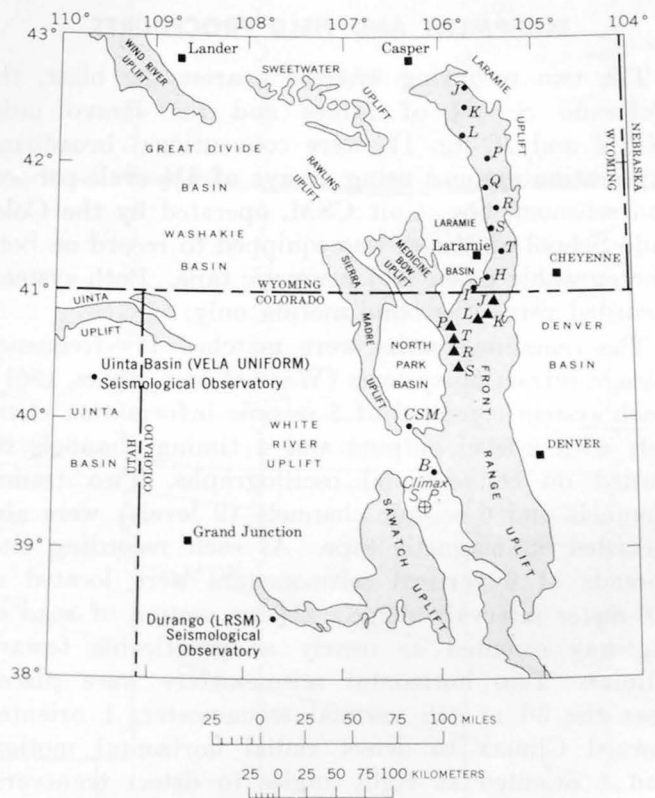 110°
109°
108°
107°
106°
105°
104°
43°
42°
41°
40°
39°
38°
WIND RIVER
UPLIFT
Lander
Casper
SWEETWATER
UPLIFT
LARAMIE
UPLIFT
J
K
L
P
Q
R
S
T
H
GREAT DIVIDE
BASIN
WASHAKIE
BASIN
RAWLINS
UPLIFT
WYOMING
NEBRASKA
LARAMIE
Laramie
BASIN
MEDICINE
BOW
UPLIFT
CHEYENNE
SIERRA
MADRE
UPLIFT
WYOMING
COLORADO
UINTA
UPLIFT
I
J
L
K
P
T
R
S
NORTH
PARK
BASIN
DENVER
BASIN
Uinta Basin (VELA UNIFORM)
Seismological Observatory
UINTA
BASIN
UTAH
COLORADO
WHITE
RIVER
UPLIFT
CSM
FRONT
RANGE
UPLIFT
DENVER
B
Climax
S.P.
SAWATCH
UPLIFT
Grand Junction
Durango (LRSM)
Seismological
Observatory
25 0 25 50 75 100 MILES
25 0 25 50 75 100 KILOMETERS